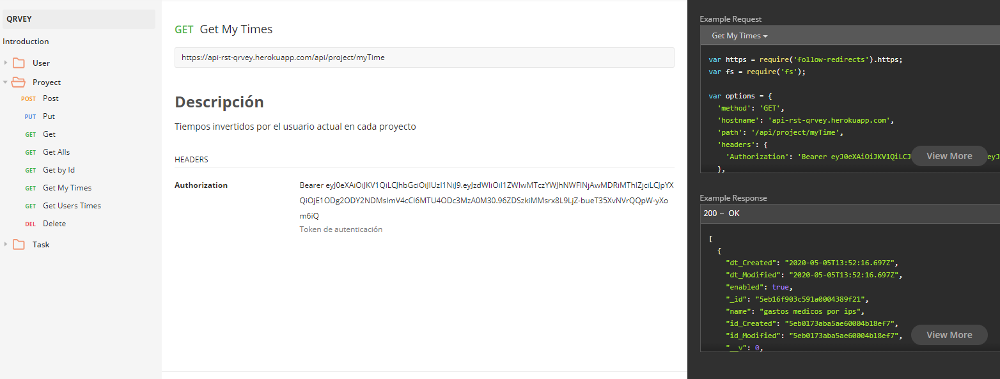 QRVEY
Introduction
User
Proyect
POST Post
PUT Put
GET Get
GET Get Alls
GET Get by Id
GET Get My Times
GET Get Users Times
DEL Delete
Task
GET Get My Times
https://api-rst-qrvey.herokuapp.com/api/project/myTime
Descripción
Tiempos invertidos por el usuario actual en cada proyecto
HEADERS
Authorization
Bearer eyJ0eXAiOiJKV1QiLCJhbGciOiJIUzI1NiJ9.eyJzdWIiOiI1ZWIwMTczYWJhNWFlNjAwMDRiMThlZjciLCJpYX
QiOjE1ODg2ODY2NDMsImV4cCI6MTU4ODc3MzA0M30.96ZDSzkiMMsrx8L9LjZ-bueT35XvNVrQQpW-yXo
m6iQ
Token de autenticación
Example Request
Get My Times
var https = require('follow-redirects').https;
var fs = require('fs');
var options = {
'method': 'GET',
'hostname': 'api-rst-qrvey.herokuapp.com',
'path': '/api/project/myTime',
'headers': {
'Authorization': 'Bearer eyJ0eXAiOiJKV1QiLCJ
View More
eyJ
},
Example Response
200 − OK
[
{
"dt_Created": "2020-05-05T13:52:16.697Z",
"dt_Modified": "2020-05-05T13:52:16.697Z",
"enabled": true,
"_id": "5eb16f903c591a0004389f21",
"name": "gastos medicos por ips",
"id_Created": "5eb0173aba5ae60004b18ef7",
"id_Modified": "5eb0173aba5ae60004b18ef7",
View More
"__v": 0,